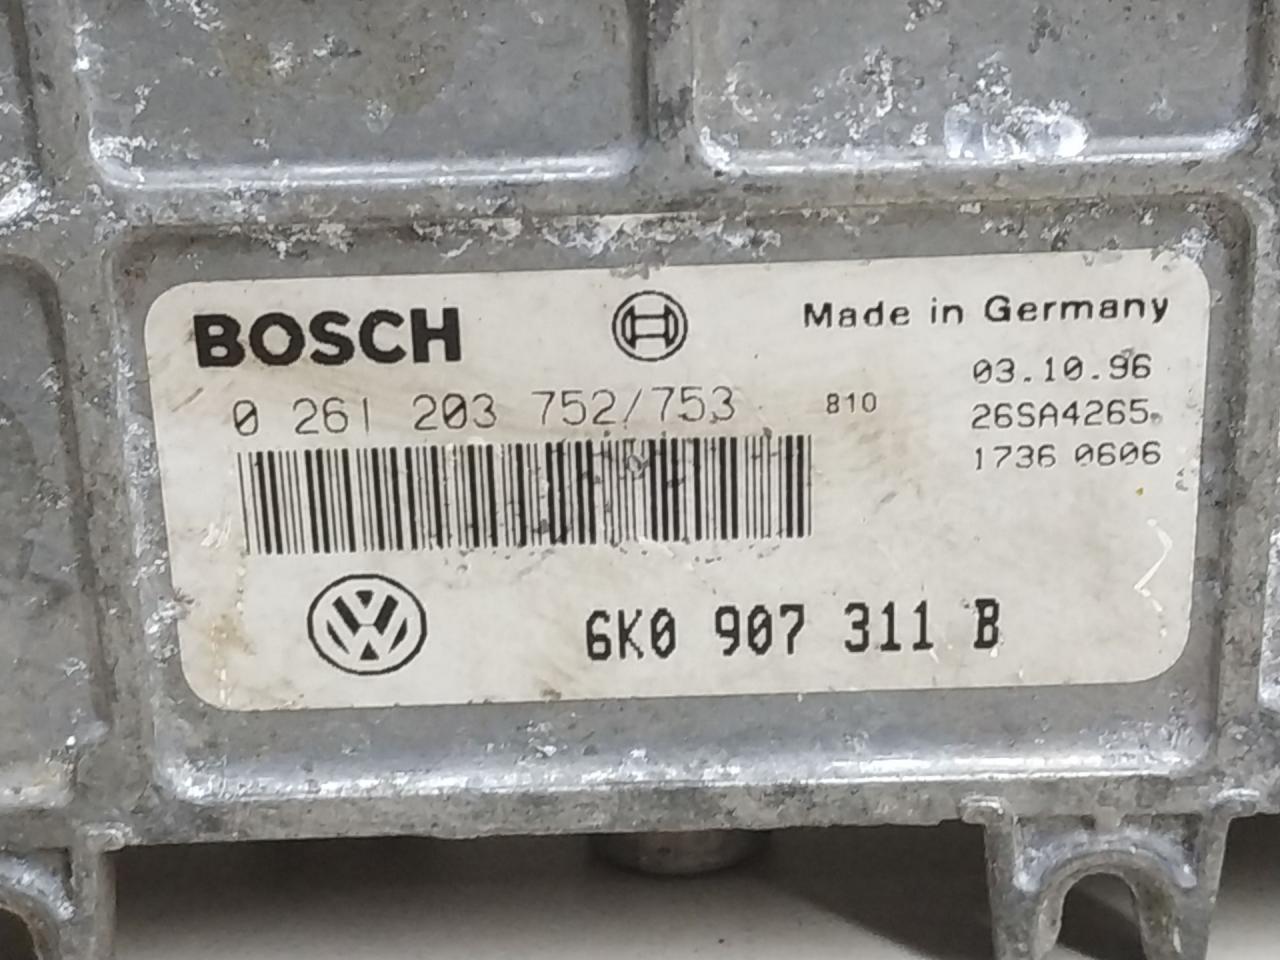 BOSCH
Made in Germany
03.10.96
0 261 203 752/753
810
26SA4265
1736 0606
VW
6K0 907 311 B